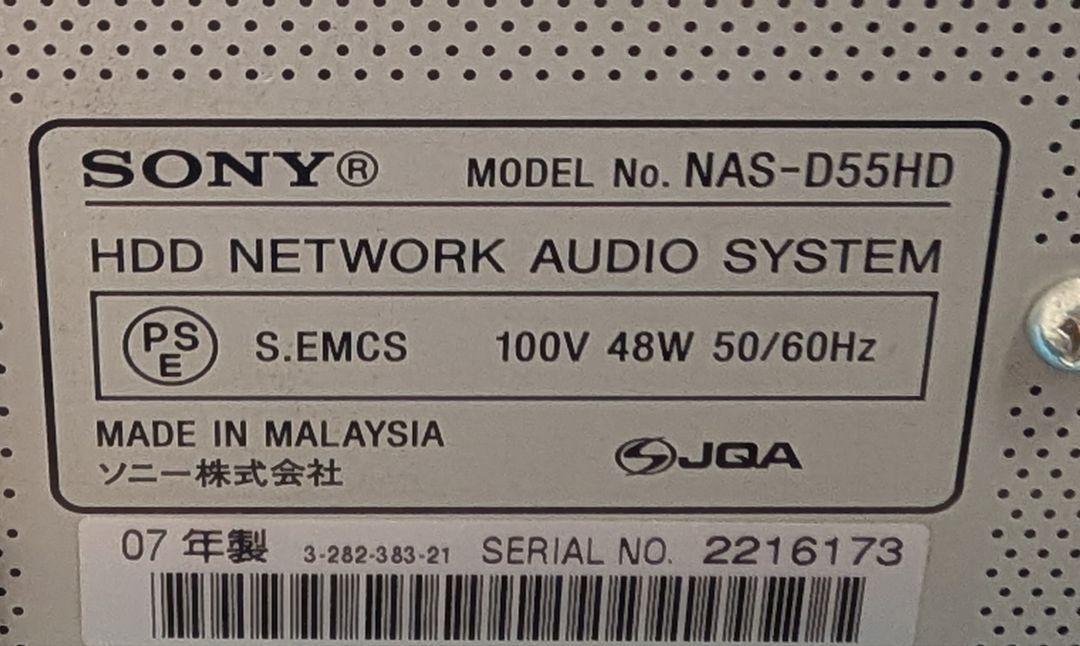 SONY® MODEL No. NAS-D55HD
HDD NETWORK AUDIO SYSTEM
PSE S.EMCS 100V 48W 50/60Hz
MADE IN MALAYSIA
ソニー株式会社 JQA
07 年製 3-282-383-21 SERIAL NO. 2216173